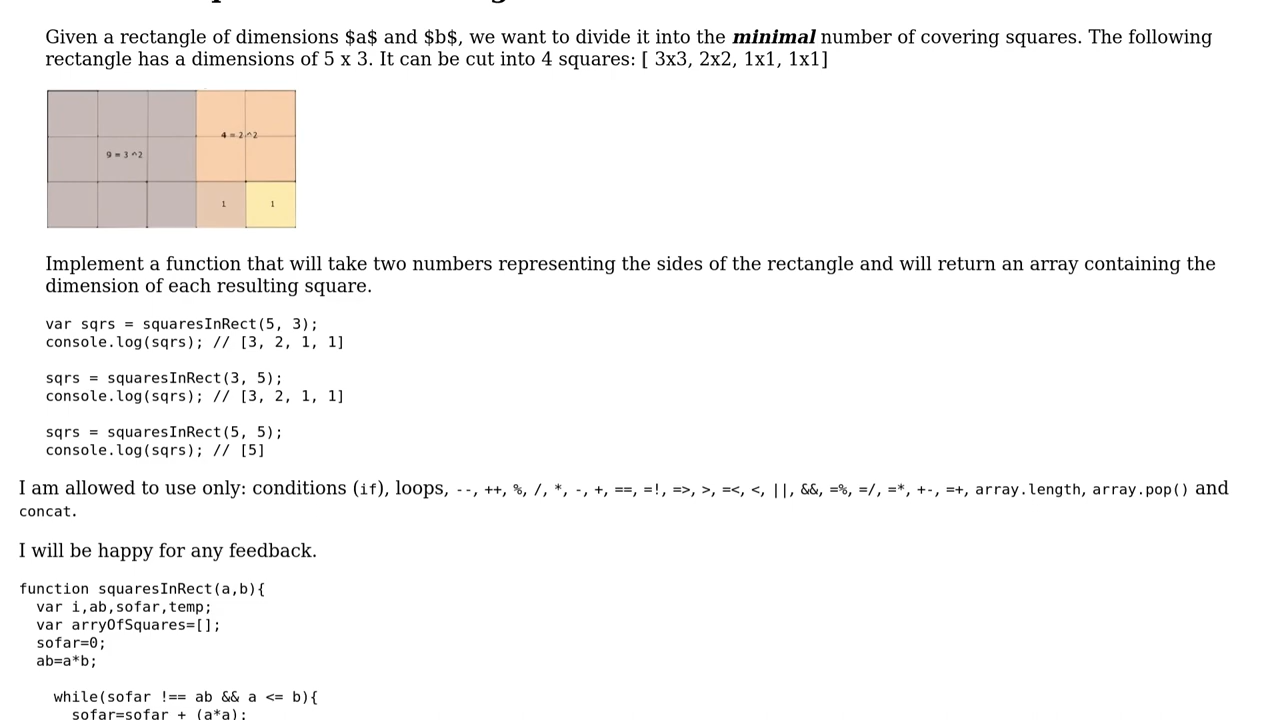 Given a rectangle of dimensions $a$ and $b$, we want to divide it into the minimal number of covering squares. The following
rectangle has a dimensions of 5 x 3. It can be cut into 4 squares: [ 3x3, 2x2, 1x1, 1x1]
4 = 2 ^2
9 = 3 ^2
1
1
Implement a function that will take two numbers representing the sides of the rectangle and will return an array containing the
dimension of each resulting square.
var sqrs = squaresInRect(5, 3);
console.log(sqrs); // [3, 2, 1, 1]
sqrs = squaresInRect(3, 5);
console.log(sqrs); // [3, 2, 1, 1]
sqrs = squaresInRect(5, 5);
console.log(sqrs); // [5]
I am allowed to use only: conditions (if), loops, --, ++, %, /, *, -, +, ==, =!, =>, >, =<, <, ||, &&, =%, =/, =*, +-, =+, array.length, array.pop() and
concat.
I will be happy for any feedback.
function squaresInRect(a,b){
var i,ab,sofar,temp;
var arryOfSquares=[];
sofar=0;
ab=a*b;
while(sofar !== ab && a <= b){
sofar=sofar + (a*a);